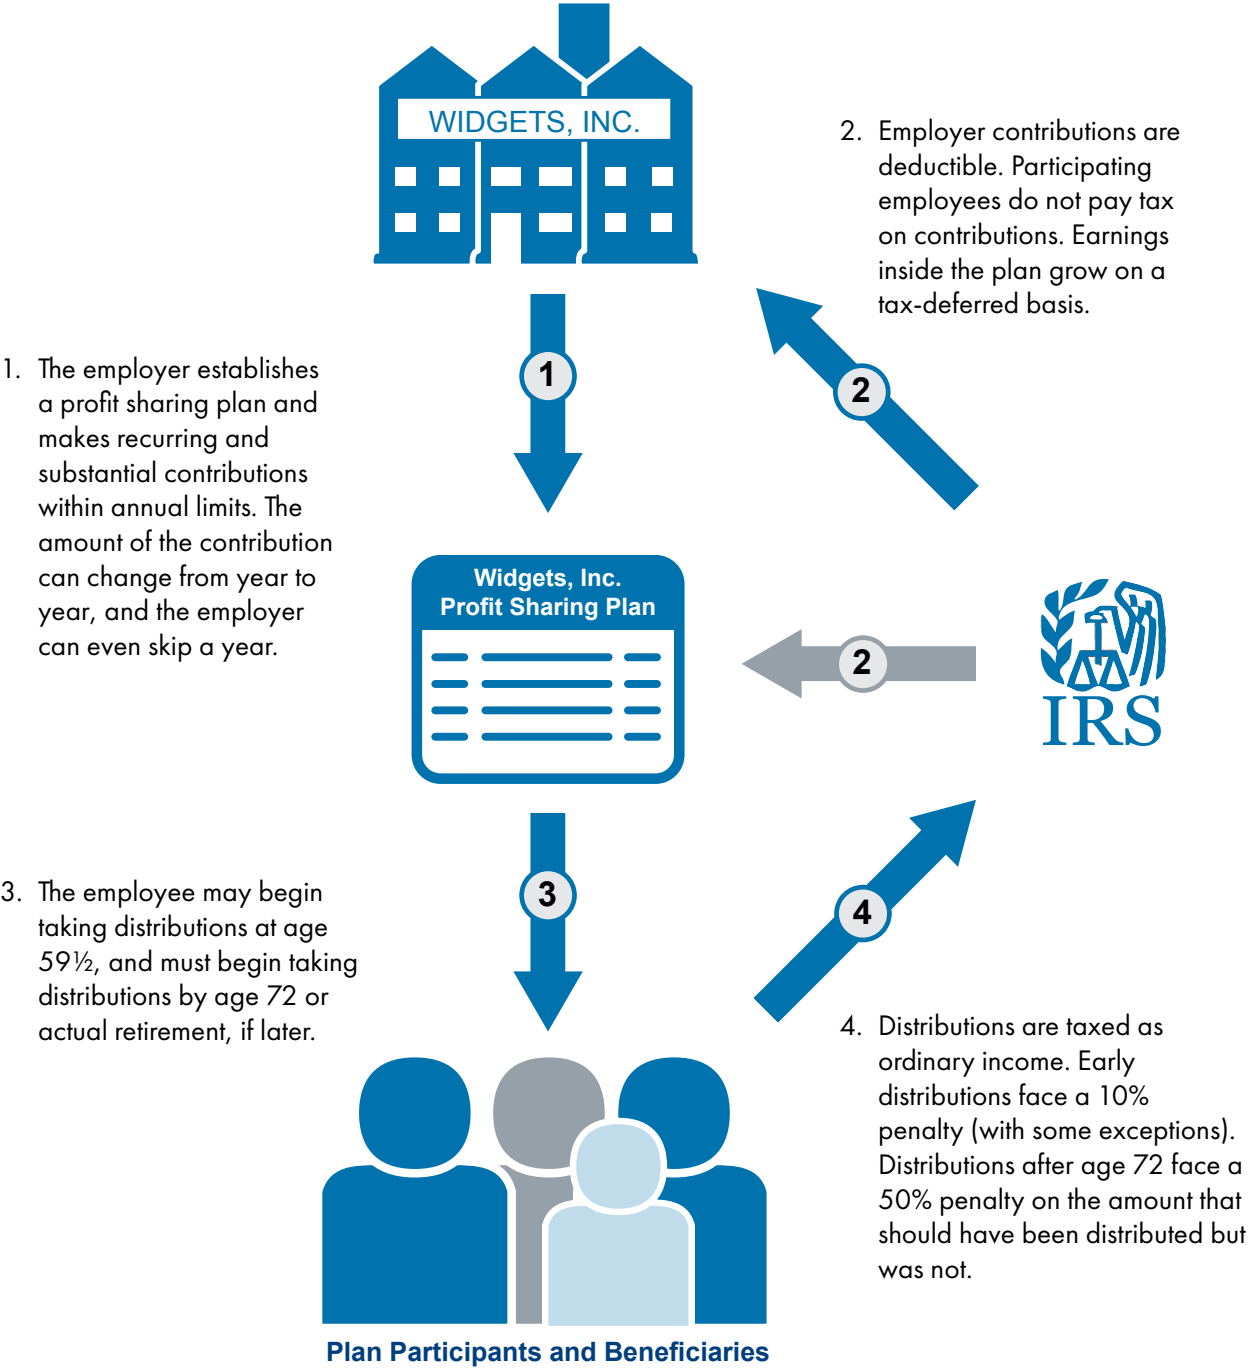 WIDGETS, INC.
2. Employer contributions are
deductible. Participating
employees do not pay tax
on contributions. Earnings
inside the plan grow on a
tax-deferred basis.
1. The employer establishes
a profit sharing plan and
makes recurring and
substantial contributions
within annual limits. The
amount of the contribution
can change from year to
year, and the employer
can even skip a year.
1
2
Widgets, Inc.
Profit Sharing Plan
2
IRS
3. The employee may begin
taking distributions at age
59½, and must begin taking
distributions by age 72 or
actual retirement, if later.
3
4
4. Distributions are taxed as
ordinary income. Early
distributions face a 10%
penalty (with some exceptions).
Distributions after age 72 face a
50% penalty on the amount that
should have been distributed but
was not.
Plan Participants and Beneficiaries